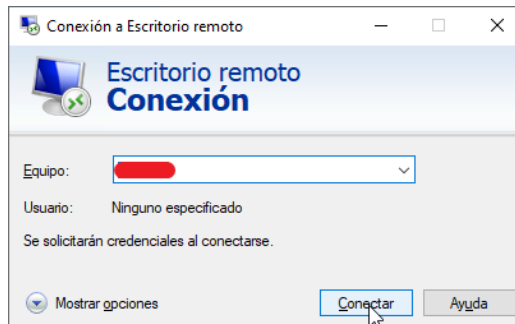 Conexión a Escritorio remoto
Escritorio remoto
Conexión
Equipo:
Usuario: Ninguno especificado
Se solicitarán credenciales al conectarse.
Mostrar opciones Conectar Ayuda